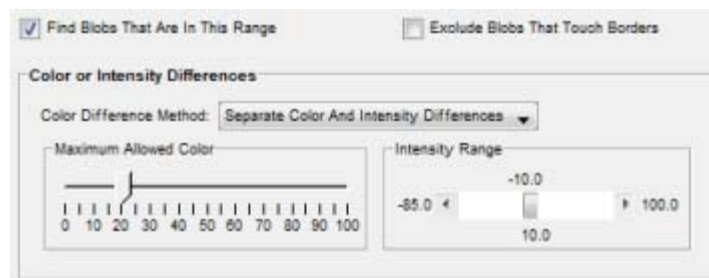 Find Blobs That Are In This Range
Exclude Blobs That Touch Borders
Color or Intensity Differences
Color Difference Method: Separate Color And Intensity Differences
Maximum Allowed Color
0 10 20 30 40 50 60 70 80 90 100
Intensity Range
-10.0
-85.0 100.0
10.0